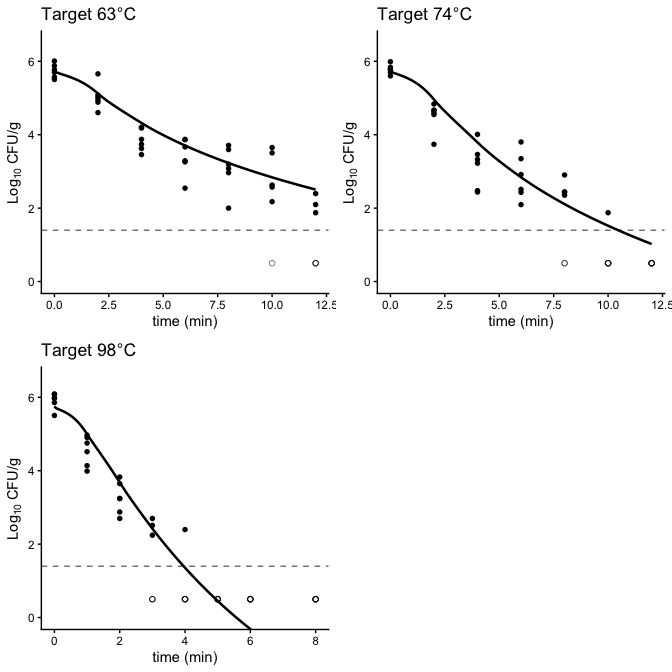 Target 63°C
Log₁₀ CFU/g
6
4
2
0
0.0 2.5 5.0 7.5 10.0 12.5
time (min)
Target 74°C
Log₁₀ CFU/g
6
4
2
0
0.0 2.5 5.0 7.5 10.0 12.5
time (min)
Target 98°C
Log₁₀ CFU/g
6
4
2
0
0 2 4 6 8
time (min)